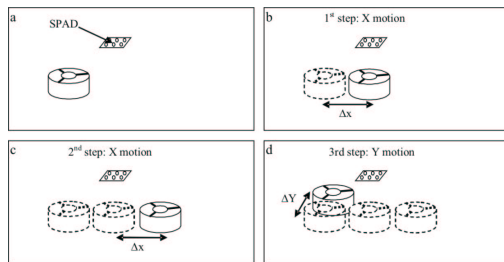 a
SPAD
b
1st step: X motion
Δx
c
2nd step: X motion
Δx
d
3rd step: Y motion
ΔY